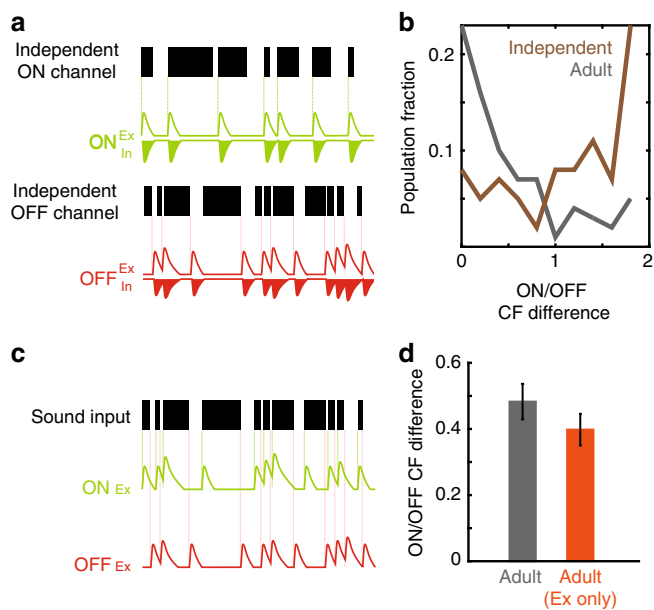 a
Independent
ON channel
ON Ex
In
Independent
OFF channel
OFF Ex
In
b
Population fraction
0.2
0.1
Independent
Adult
0
1
2
ON/OFF
CF difference
c
Sound input
ON Ex
OFF Ex
d
ON/OFF CF difference
0.6
0.4
0.2
0
Adult
Adult
(Ex only)